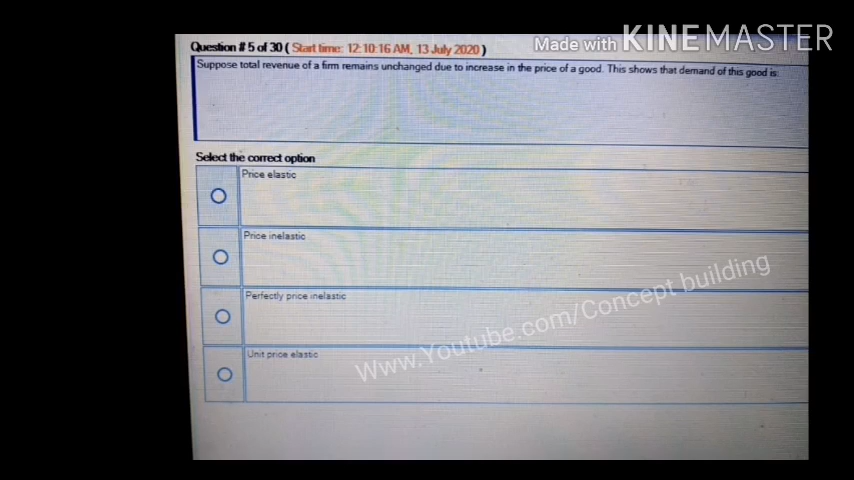 Made with KINEMASTER
Question # 5 of 30 ( Start time: 12:10:16 AM, 13 July 2020 )
Suppose total revenue of a firm remains unchanged due to increase in the price of a good. This shows that demand of this good is:
Select the correct option
Price elastic
Price inelastic
Perfectly price inelastic
Unit price elastic
Www.Youtube.com/Concept building